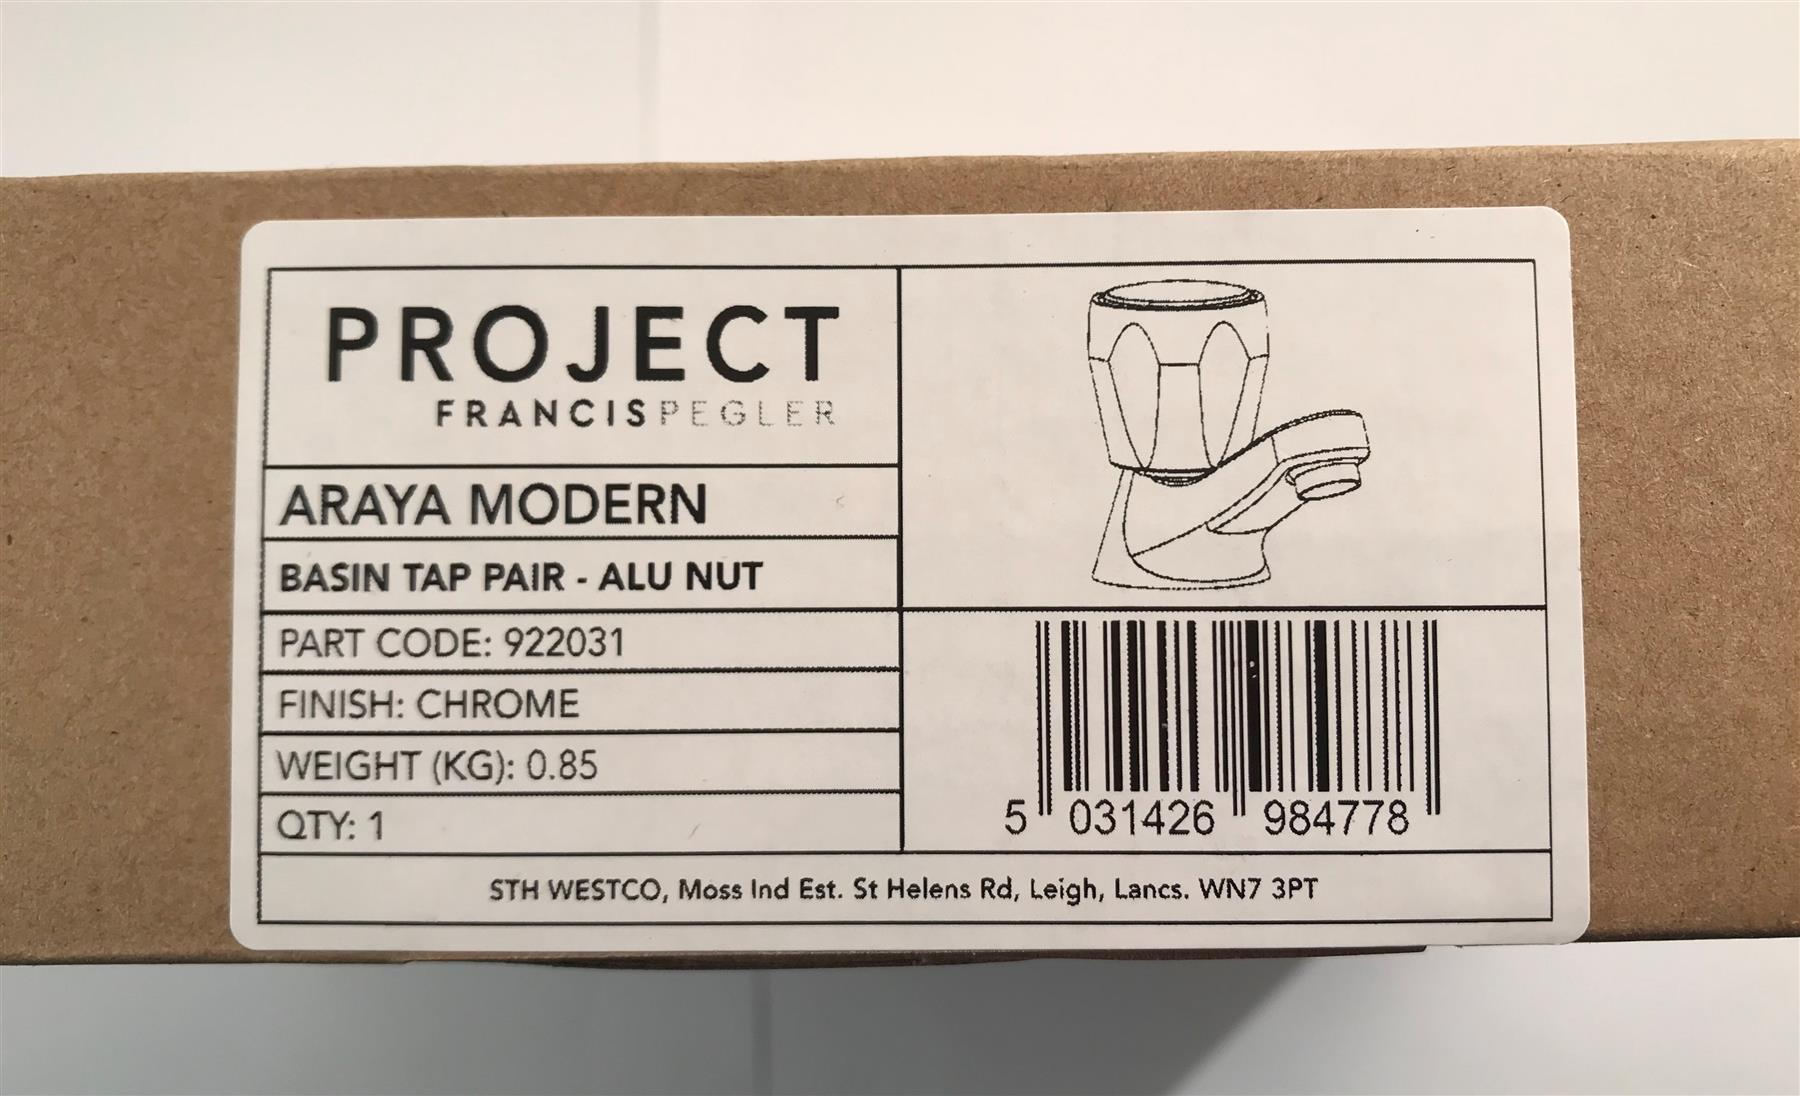 PROJECT
FRANCISPEGLER
ARAYA MODERN
BASIN TAP PAIR - ALU NUT
PART CODE: 922031
FINISH: CHROME
WEIGHT (KG): 0.85
QTY: 1
5 031426 984778
STH WESTCO, Moss Ind Est. St Helens Rd, Leigh, Lancs. WN7 3PT